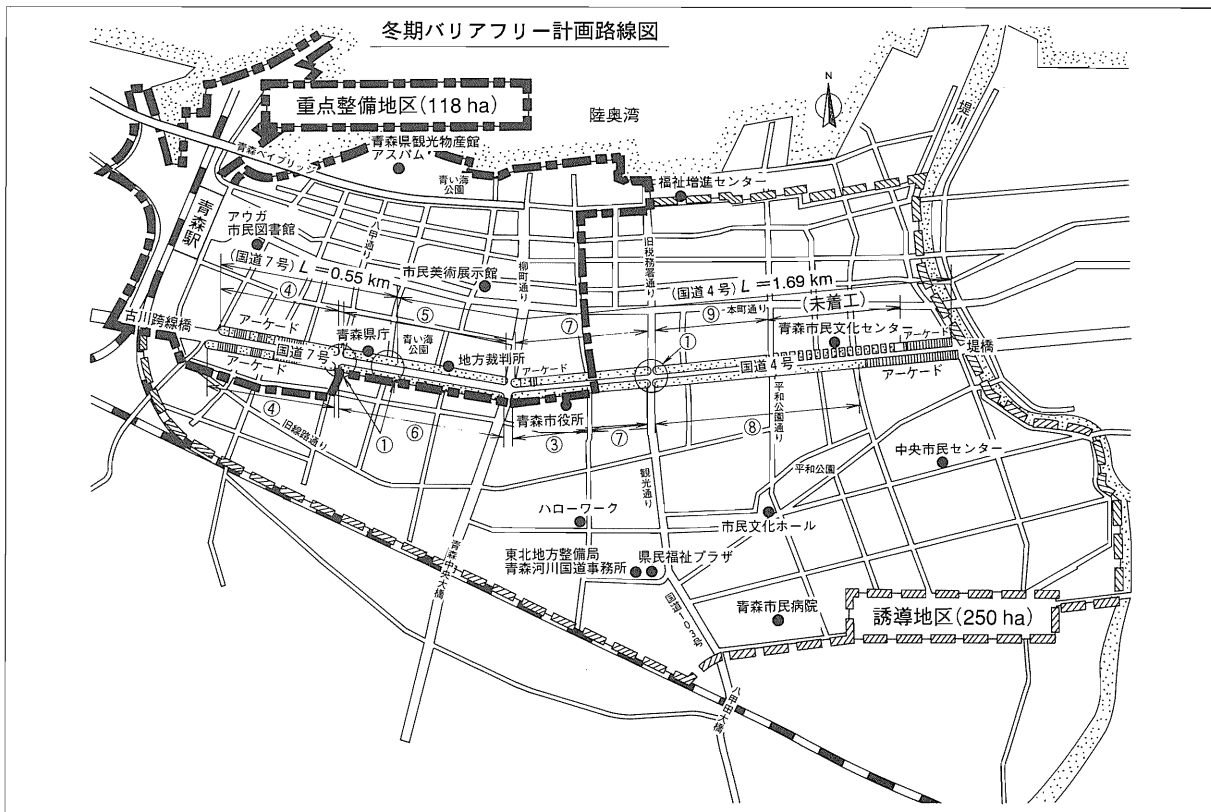 冬期バリアフリー計画路線図
重点整備地区(118 ha)
陸奥湾
N
堤川
青森ベイブリッジ
青森県観光物産館
アスパム
青い海
公園
福祉増進センター
青森駅
アウガ
市民図書館
八甲通り
柳町通り
旧税務署通り
市民美術展示館
(国道7号)L=0.55 km
(国道4号)L=1.69 km
(未着工)
④
⑤
⑦
⑨
本町通り
古川跨線橋
アーケード
青森県庁
青い海
公園
地方裁判所
アーケード
①
青森市民文化センター
アーケード
堤橋
国道7号
国道4号
アーケード
アーケード
④
旧線路通り
①
⑥
青森市役所
③
⑦
⑧
平和公園通り
観光通り
平和公園
中央市民センター
ハローワーク
市民文化ホール
青森中央大橋
東北地方整備局
青森河川国道事務所
県民福祉プラザ
国道103号
青森市民病院
誘導地区(250 ha)
八甲田大橋